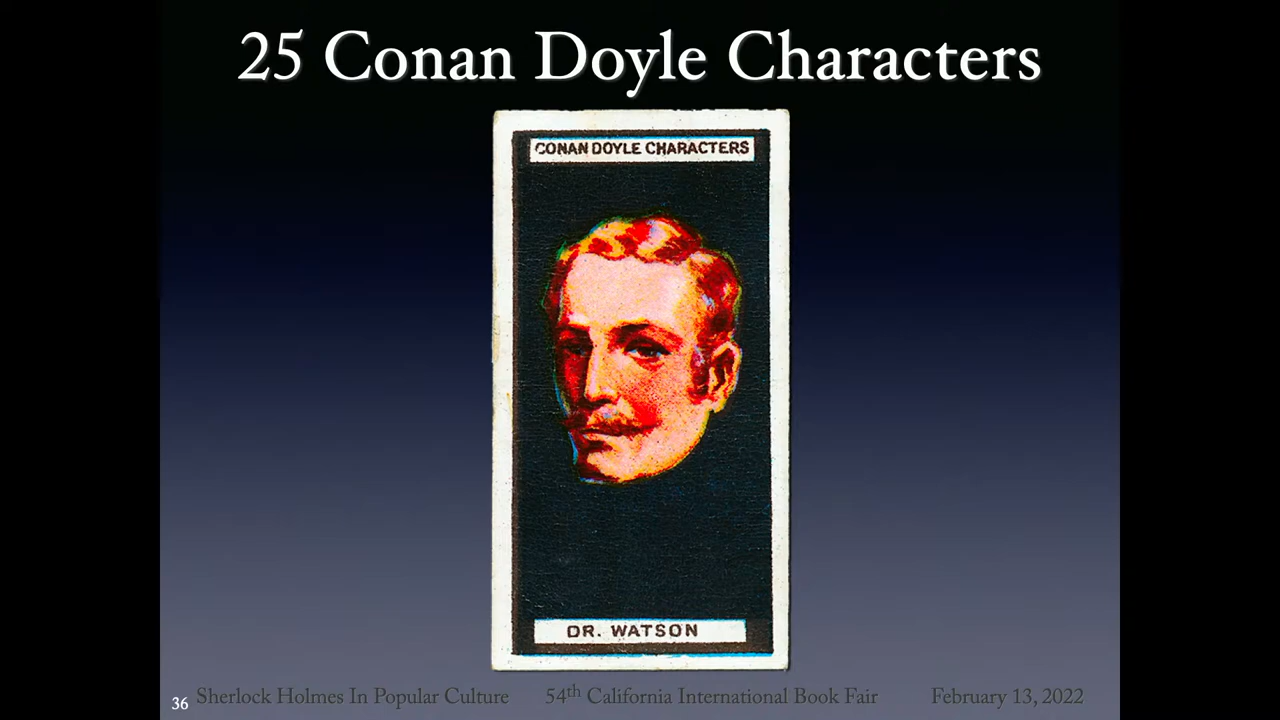 25 Conan Doyle Characters
CONAN DOYLE CHARACTERS
DR. WATSON
36 Sherlock Holmes In Popular Culture 54th California International Book Fair February 13, 2022